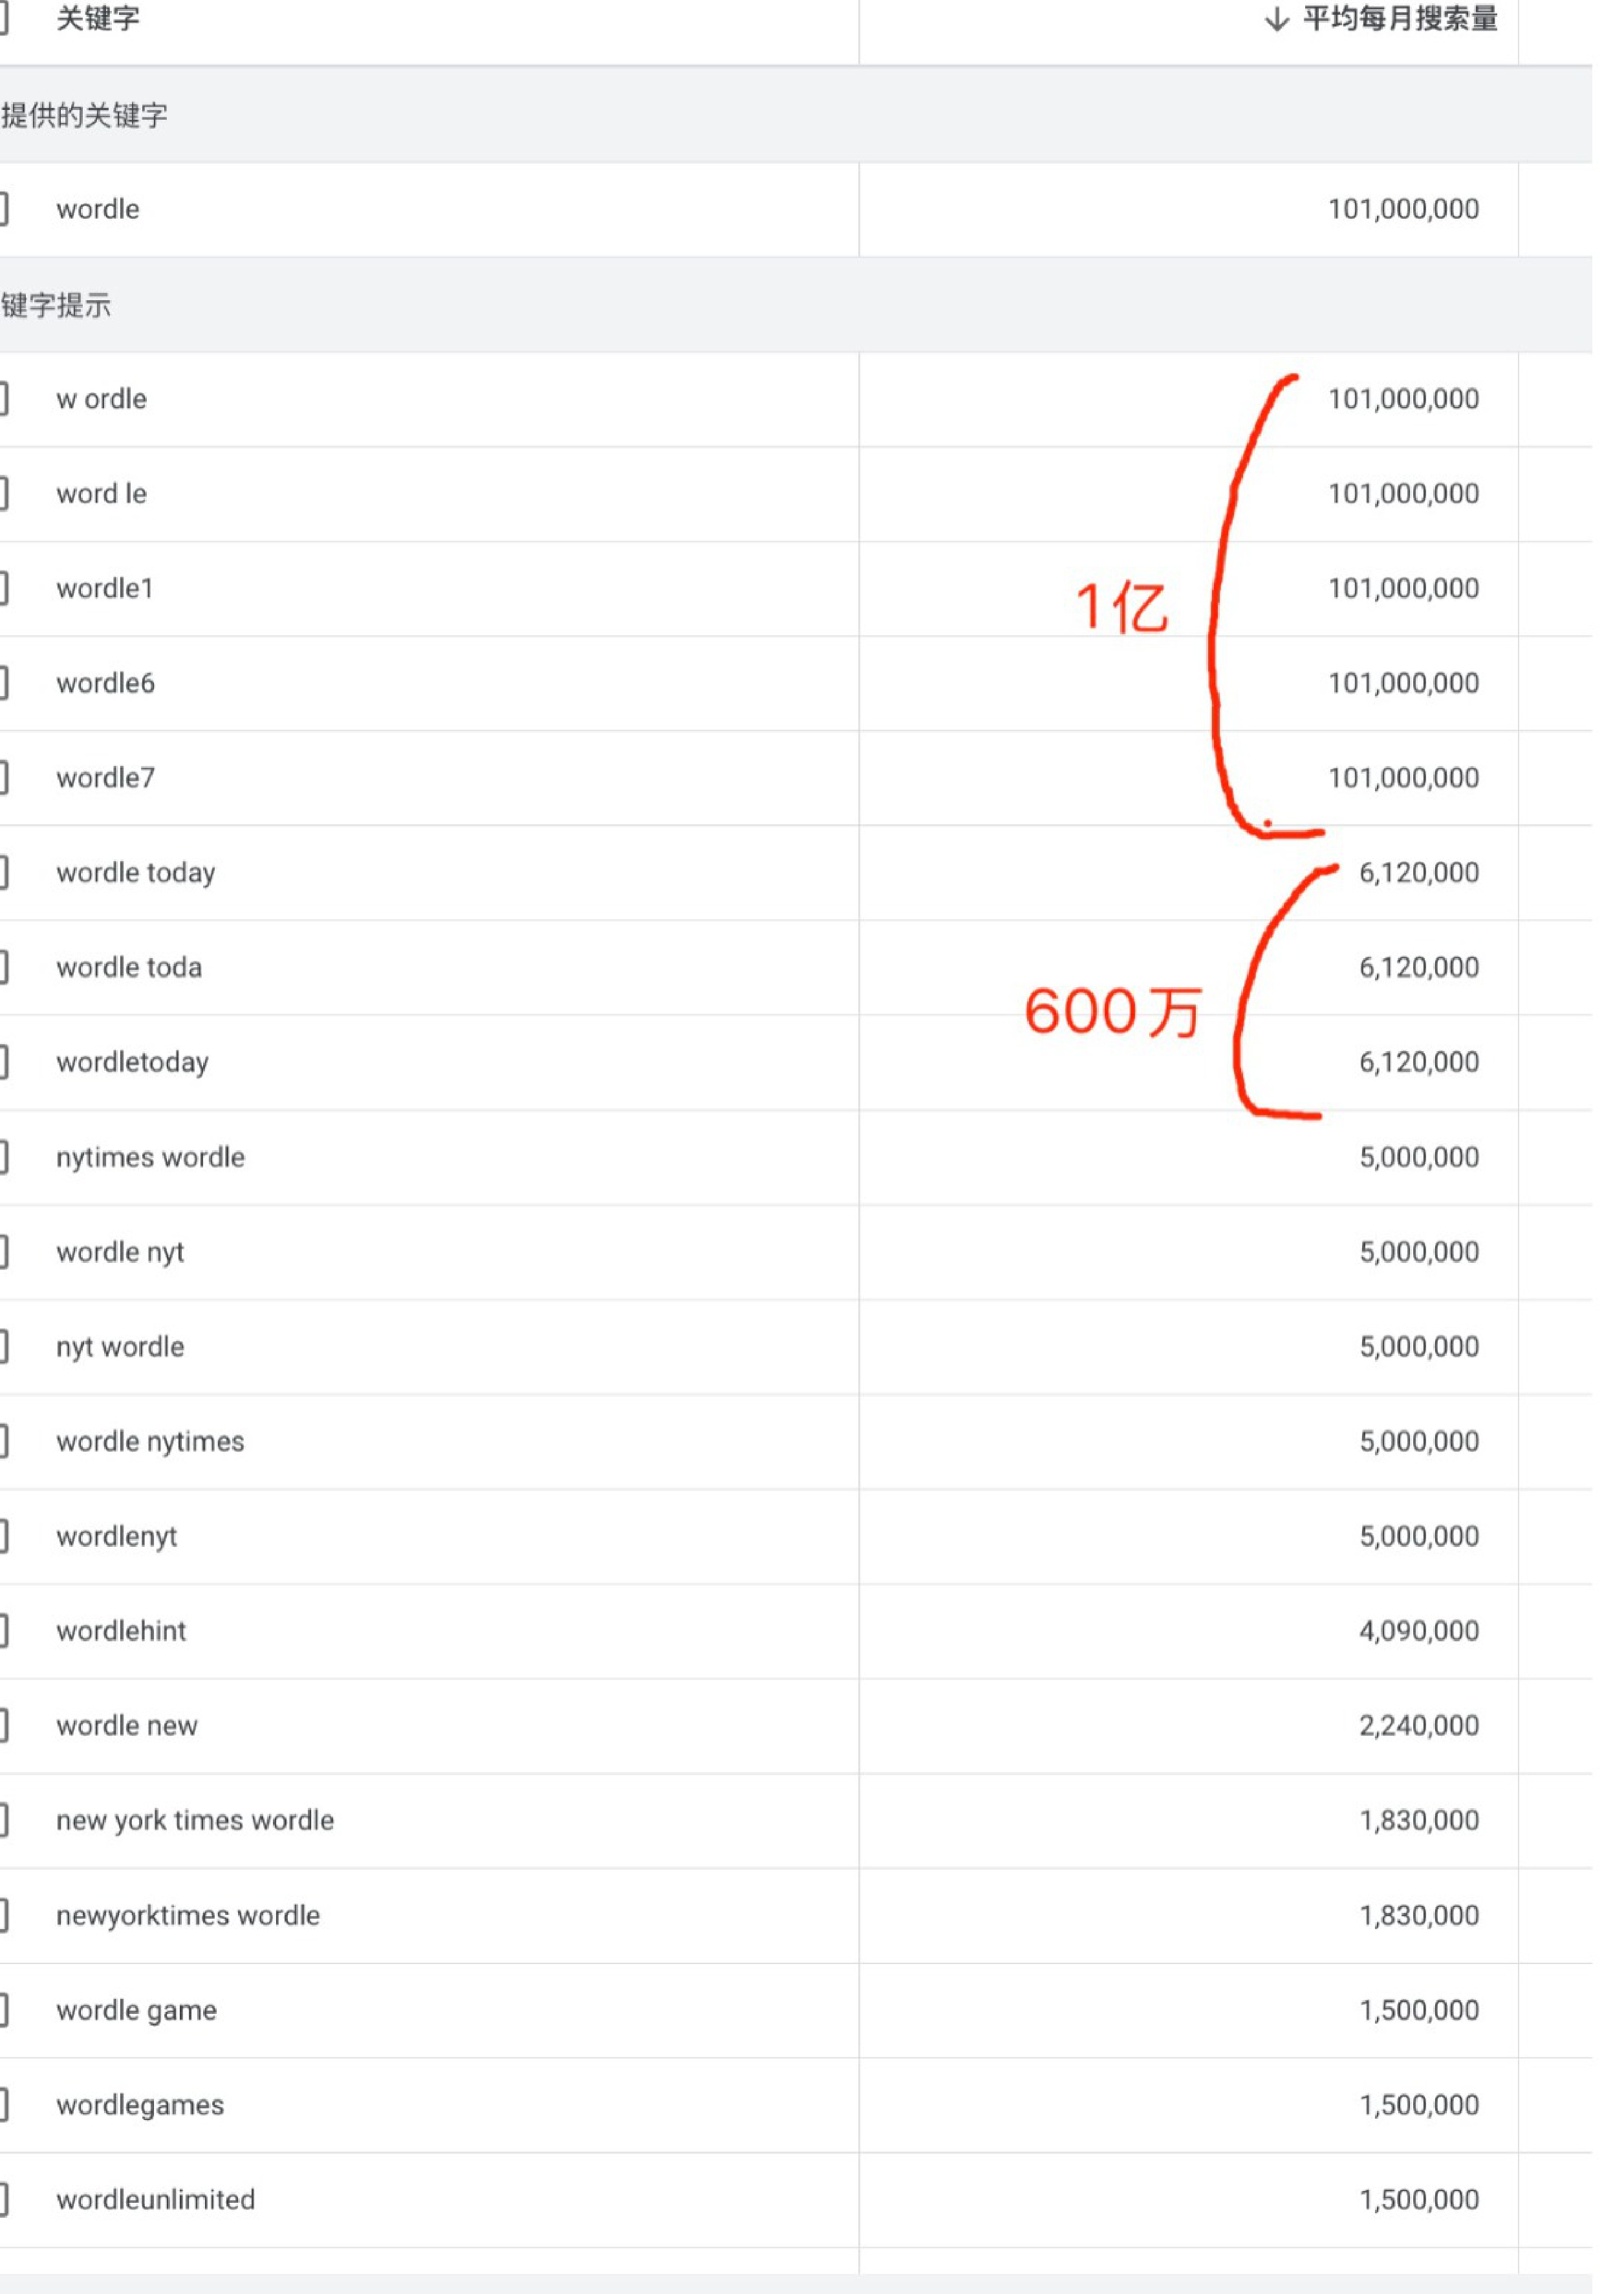 关键字 ↓ 平均每月搜索量
提供的关键字
wordle 101,000,000
键字提示
w ordle 101,000,000
word le 101,000,000
wordle1 101,000,000
1亿
wordle6 101,000,000
wordle7 101,000,000
wordle today 6,120,000
wordle toda 6,120,000
600万
wordletoday 6,120,000
nytimes wordle 5,000,000
wordle nyt 5,000,000
nyt wordle 5,000,000
wordle nytimes 5,000,000
wordlenyt 5,000,000
wordlehint 4,090,000
wordle new 2,240,000
new york times wordle 1,830,000
newyorktimes wordle 1,830,000
wordle game 1,500,000
wordlegames 1,500,000
wordleunlimited 1,500,000